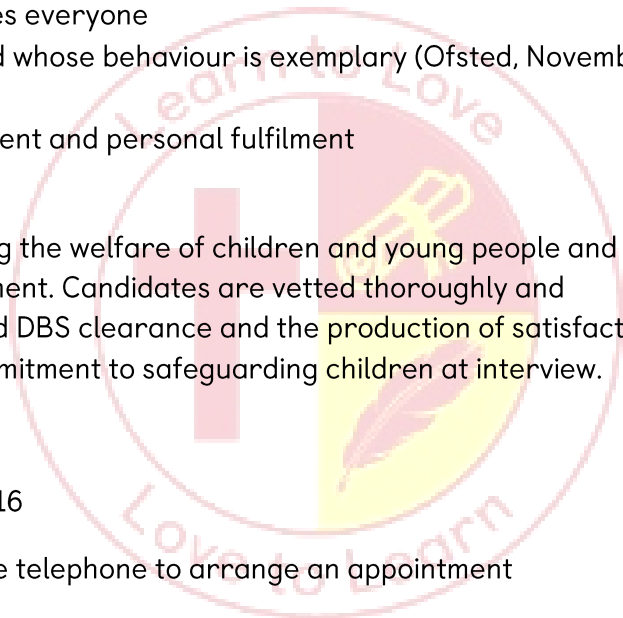 es everyone
d whose behaviour is exemplary (Ofsted, Novemb
Learn to Love
ent and personal fulfilment
g the welfare of children and young people and
nent. Candidates are vetted thoroughly and
d DBS clearance and the production of satisfact
mitment to safeguarding children at interview.
16
Love to Learn
e telephone to arrange an appointment